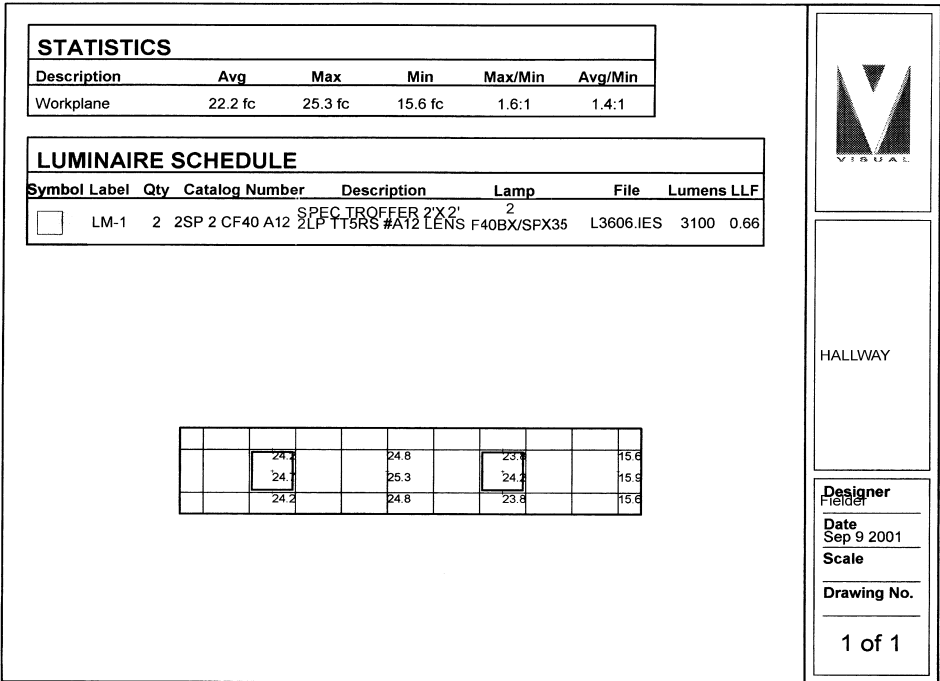 STATISTICS
Description Avg Max Min Max/Min Avg/Min
Workplane 22.2 fc 25.3 fc 15.6 fc 1.6:1 1.4:1
LUMINAIRE SCHEDULE
Symbol Label Qty Catalog Number Description Lamp File Lumens LLF
LM-1 2 2SP 2 CF40 A12 SPEC TROFFER 2'X 2' 2LP TT5RS #A12 LENS 2 F40BX/SPX35 L3606.IES 3100 0.66
24.2 24.8 23.8 15.6
24.7 25.3 24.2 15.9
24.2 24.8 23.8 15.6
VISUAL
HALLWAY
Designer
Fielder
Date
Sep 9 2001
Scale
Drawing No.
1 of 1